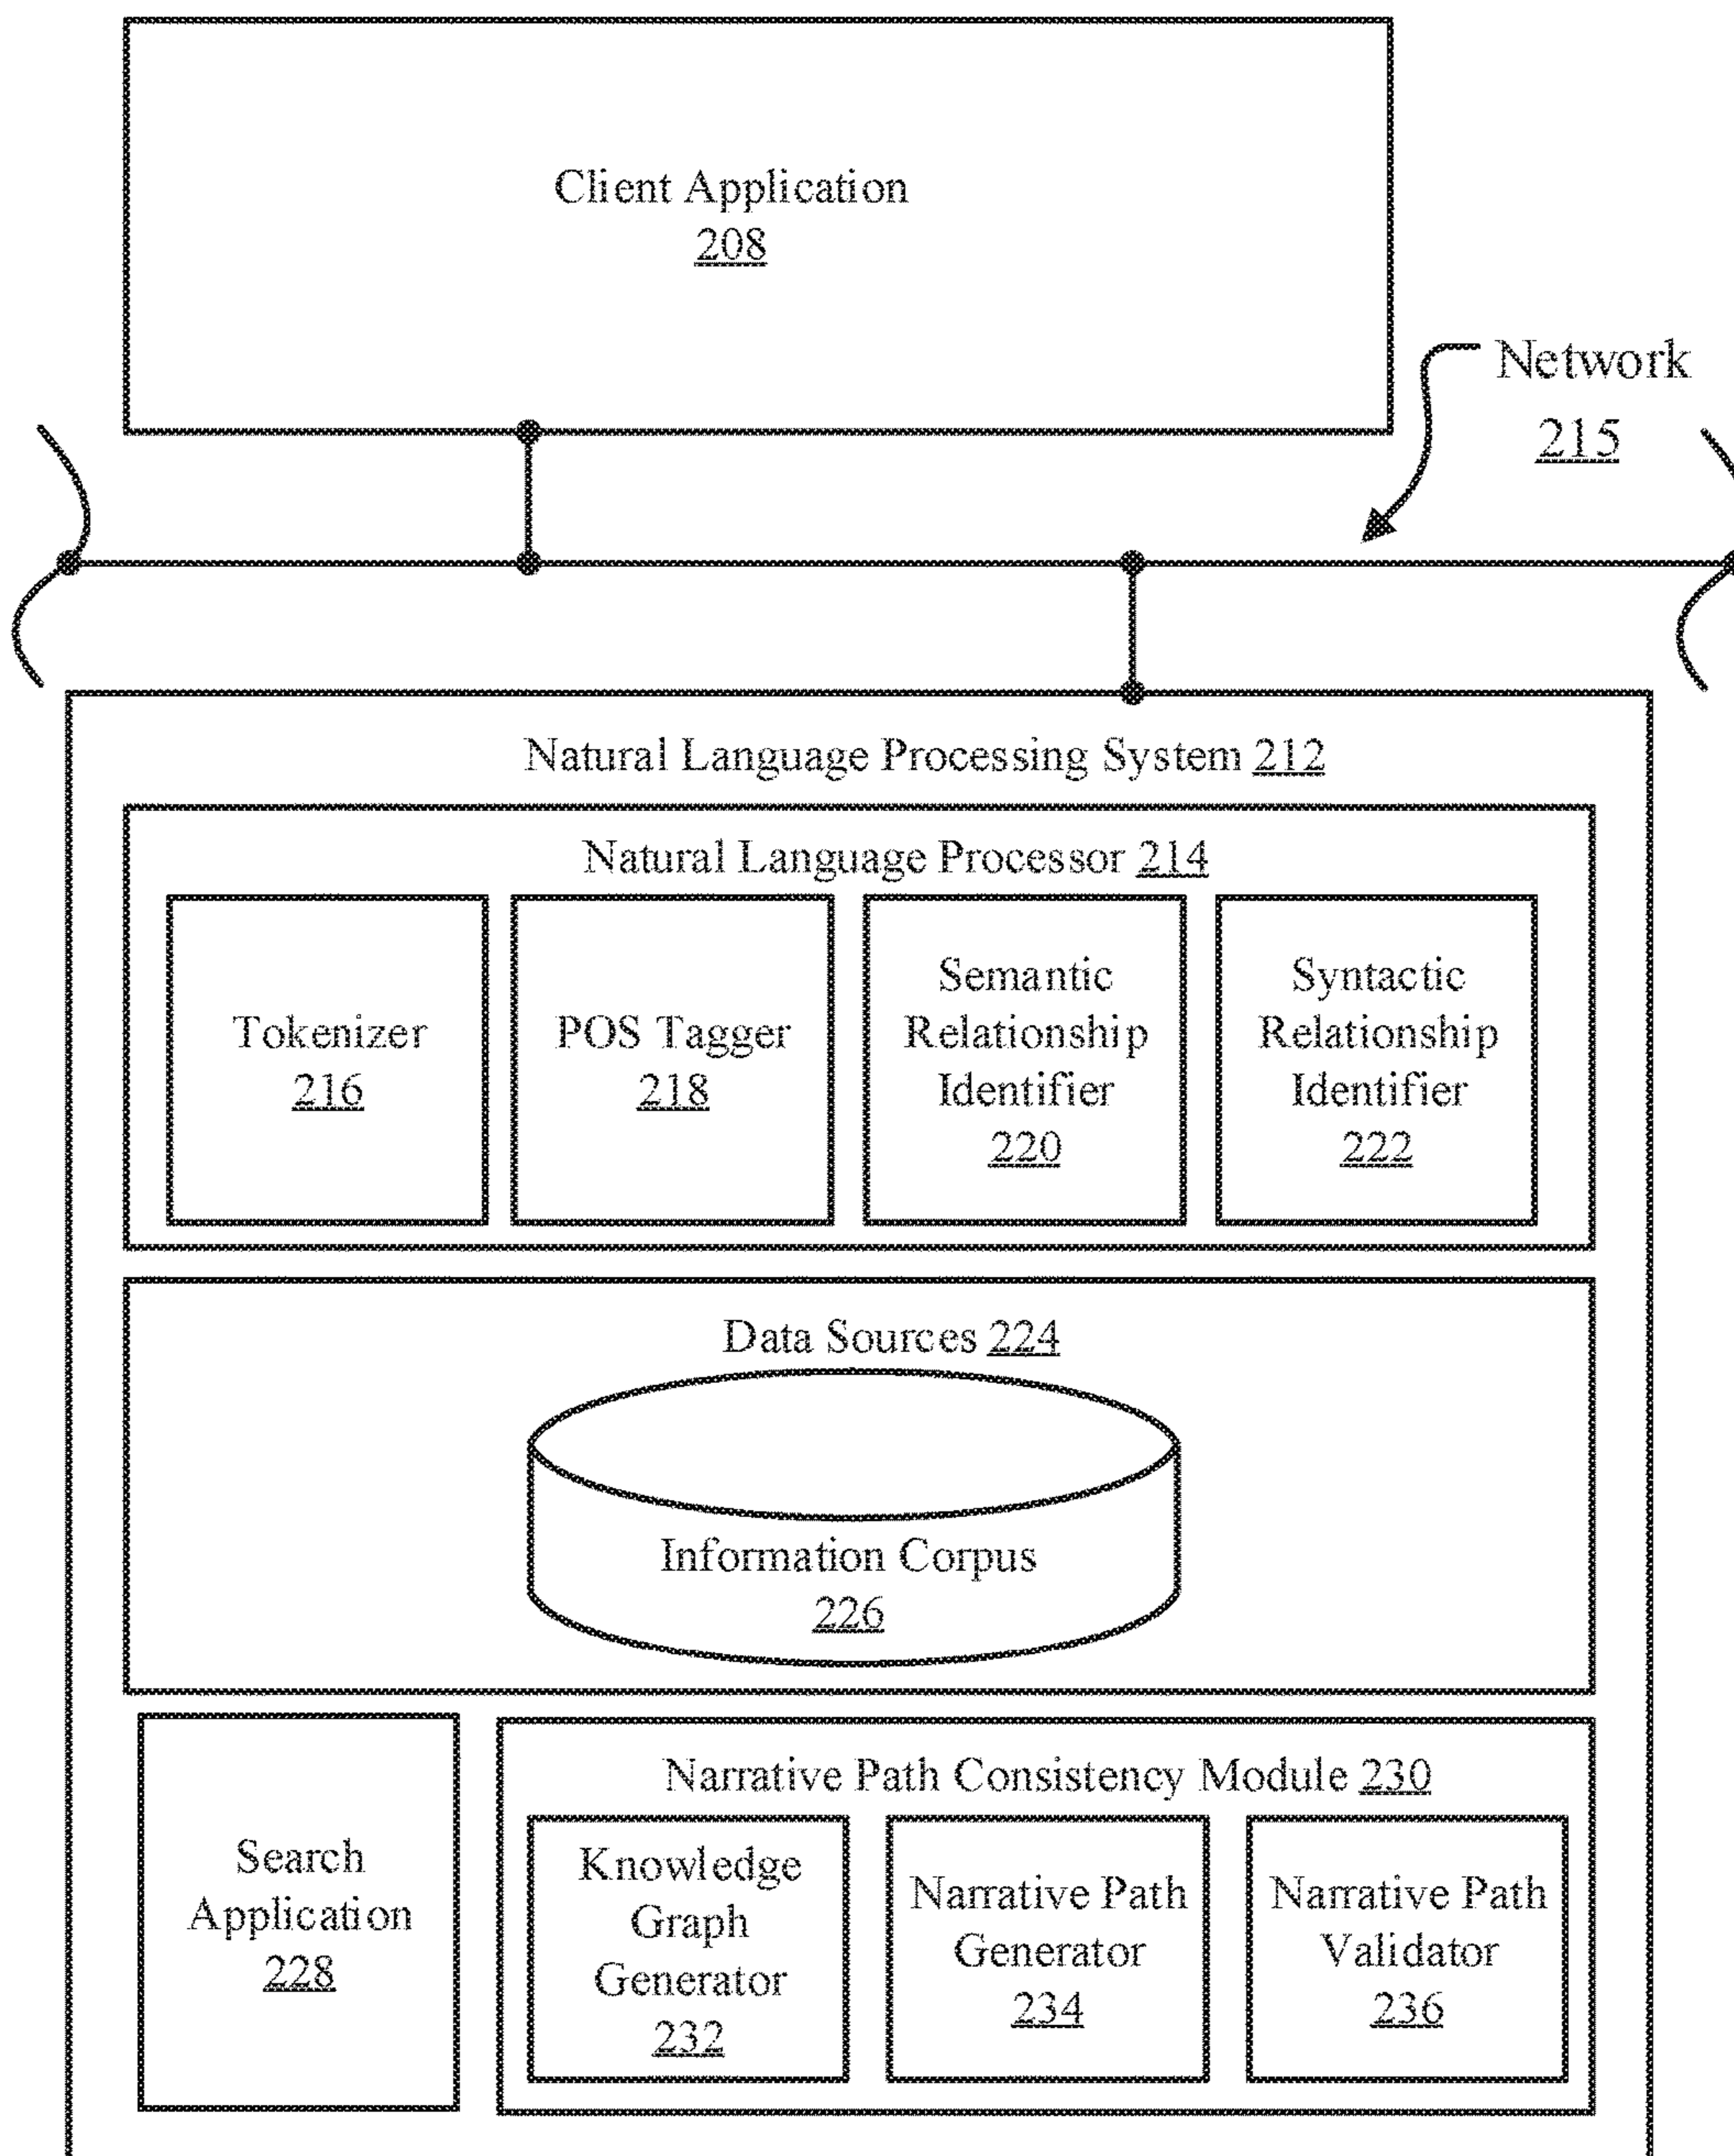 Client Application
208
Network
215
Natural Language Processing System 212
Natural Language Processor 214
Tokenizer
216
POS Tagger
218
Semantic
Relationship
Identifier
220
Syntactic
Relationship
Identifier
222
Data Sources 224
Information Corpus
226
Search
Application
228
Narrative Path Consistency Module 230
Knowledge
Graph
Generator
232
Narrative Path
Generator
234
Narrative Path
Validator
236